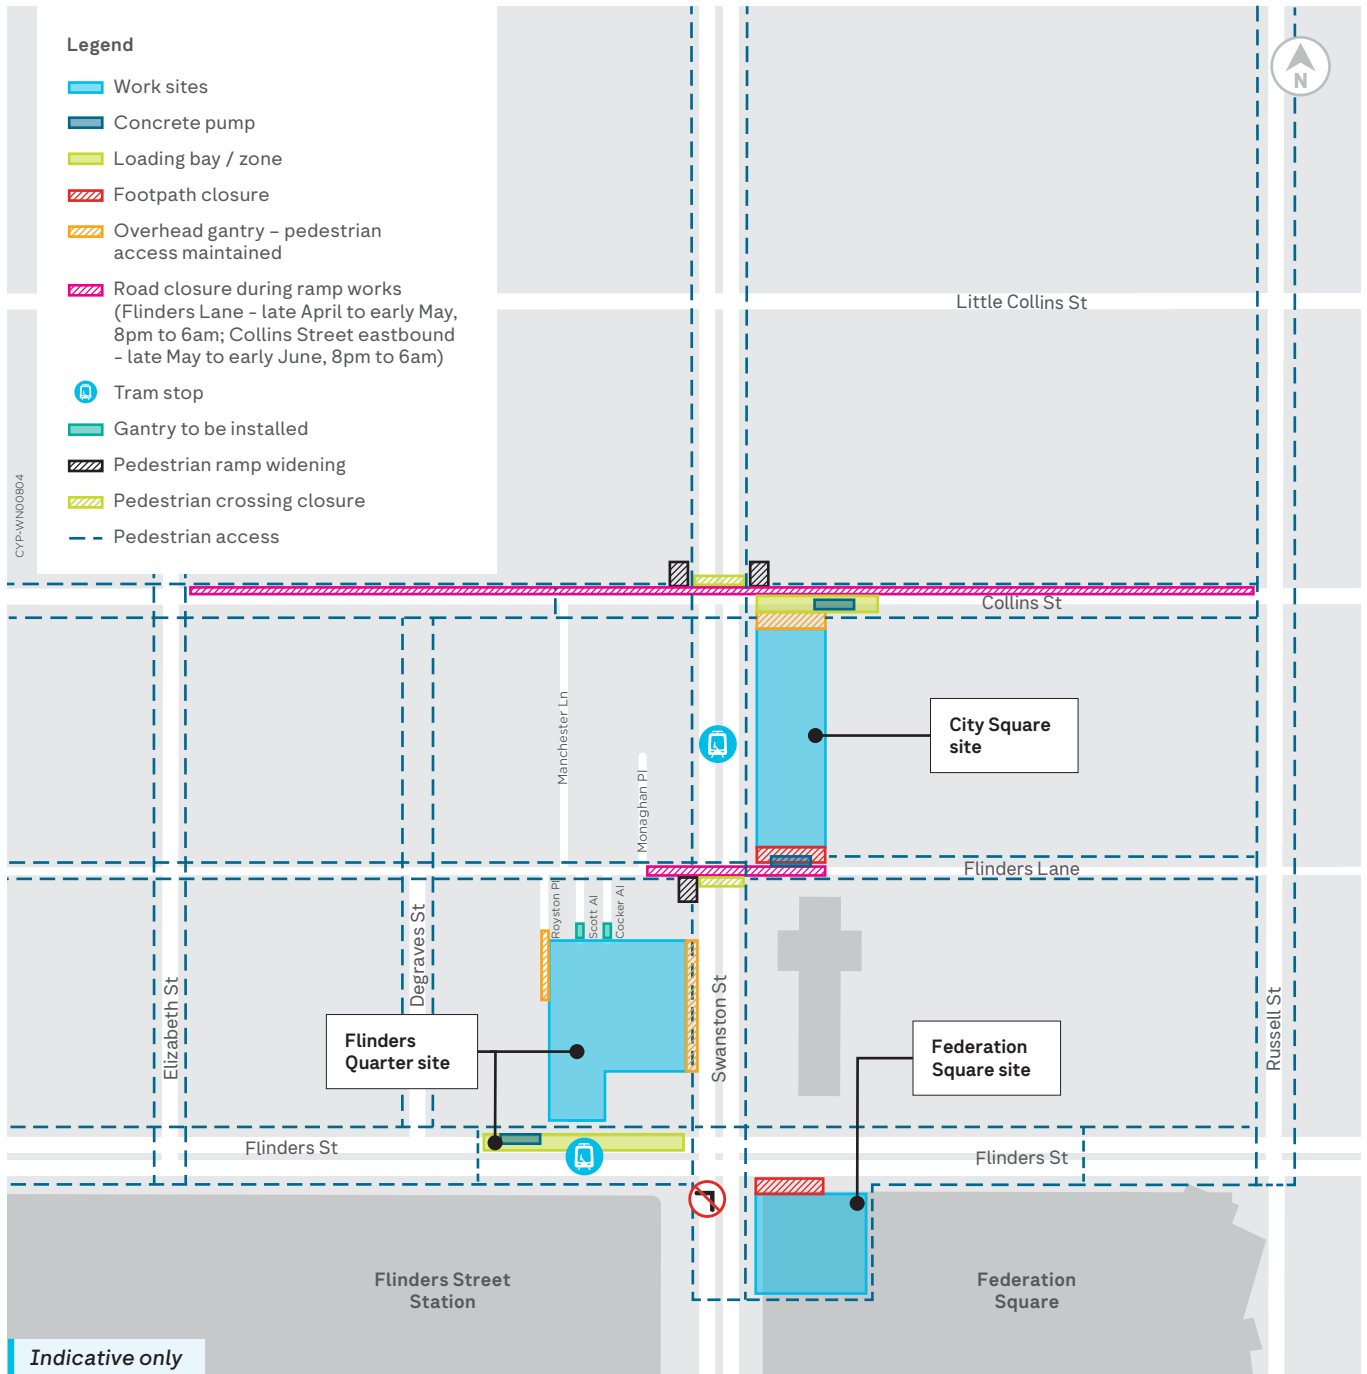 Legend
Work sites
Concrete pump
Loading bay / zone
Footpath closure
Overhead gantry – pedestrian
access maintained
Road closure during ramp works
(Flinders Lane - late April to early May,
8pm to 6am; Collins Street eastbound
- late May to early June, 8pm to 6am)
Tram stop
Gantry to be installed
Pedestrian ramp widening
Pedestrian crossing closure
Pedestrian access
CYP-WN00804
N
Little Collins St
Collins St
Manchester Ln
Monaghan Pl
City Square
site
Flinders Lane
Royston Pl
Scott Al
Cocker Al
Degraves St
Elizabeth St
Swanston St
Russell St
Flinders
Quarter site
Federation
Square site
Flinders St
Flinders St
Flinders Street
Station
Federation
Square
Indicative only